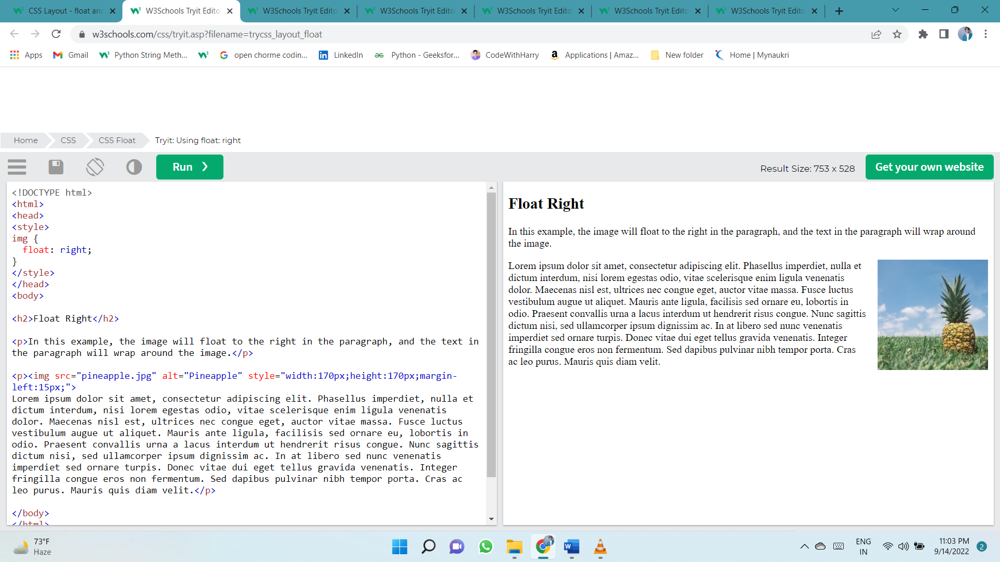 CSS Layout - float an
W3Schools Tryit Edito
W3Schools Tryit Edito
W3Schools Tryit Edito
W3Schools Tryit Edito
W3Schools Tryit Edito
W3Schools Tryit Edito
w3schools.com/css/tryit.asp?filename=trycss_layout_float
Apps
Gmail
Python String Meth...
open chorme codin...
LinkedIn
Python - Geeksfor...
CodeWithHarry
Applications | Amaz...
New folder
Home | Mynaukri
Home
CSS
CSS Float
Tryit: Using float: right
Run ❯
Result Size: 753 x 528
Get your own website
<!DOCTYPE html>
<html>
<head>
<style>
img {
  float: right;
}
</style>
</head>
<body>
<h2>Float Right</h2>
<p>In this example, the image will float to the right in the paragraph, and the text in
the paragraph will wrap around the image.</p>
<p><img src="pineapple.jpg" alt="Pineapple" style="width:170px;height:170px;margin-
left:15px;">
Lorem ipsum dolor sit amet, consectetur adipiscing elit. Phasellus imperdiet, nulla et
dictum interdum, nisi lorem egestas odio, vitae scelerisque enim ligula venenatis
dolor. Maecenas nisl est, ultrices nec congue eget, auctor vitae massa. Fusce luctus
vestibulum augue ut aliquet. Mauris ante ligula, facilisis sed ornare eu, lobortis in
odio. Praesent convallis urna a lacus interdum ut hendrerit risus congue. Nunc sagittis
dictum nisi, sed ullamcorper ipsum dignissim ac. In at libero sed nunc venenatis
imperdiet sed ornare turpis. Donec vitae dui eget tellus gravida venenatis. Integer
fringilla congue eros non fermentum. Sed dapibus pulvinar nibh tempor porta. Cras ac
leo purus. Mauris quis diam velit.</p>
</body>
</html>
Float Right
In this example, the image will float to the right in the paragraph, and the text in the paragraph will wrap around
the image.
Lorem ipsum dolor sit amet, consectetur adipiscing elit. Phasellus imperdiet, nulla et
dictum interdum, nisi lorem egestas odio, vitae scelerisque enim ligula venenatis
dolor. Maecenas nisl est, ultrices nec congue eget, auctor vitae massa. Fusce luctus
vestibulum augue ut aliquet. Mauris ante ligula, facilisis sed ornare eu, lobortis in
odio. Praesent convallis urna a lacus interdum ut hendrerit risus congue. Nunc sagittis
dictum nisi, sed ullamcorper ipsum dignissim ac. In at libero sed nunc venenatis
imperdiet sed ornare turpis. Donec vitae dui eget tellus gravida venenatis. Integer
fringilla congue eros non fermentum. Sed dapibus pulvinar nibh tempor porta. Cras
ac leo purus. Mauris quis diam velit.
73°F
Haze
ENG
IN
11:03 PM
9/14/2022
2